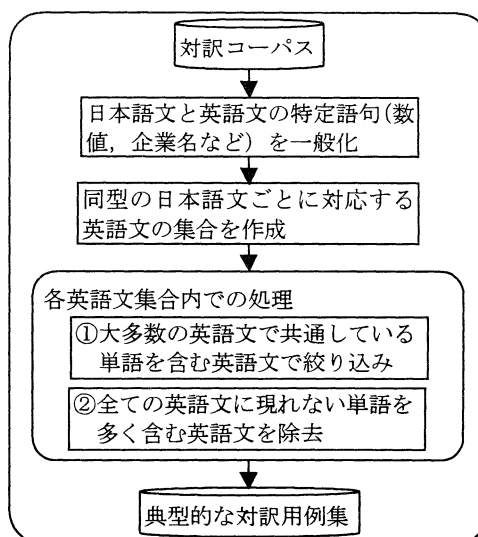 対訳コーパス
日本語文と英語文の特定語句(数
値，企業名など）を一般化
同型の日本語文ごとに対応する
英語文の集合を作成
各英語文集合内での処理
①大多数の英語文で共通している
単語を含む英語文で絞り込み
②全ての英語文に現れない単語を
多く含む英語文を除去
典型的な対訳用例集